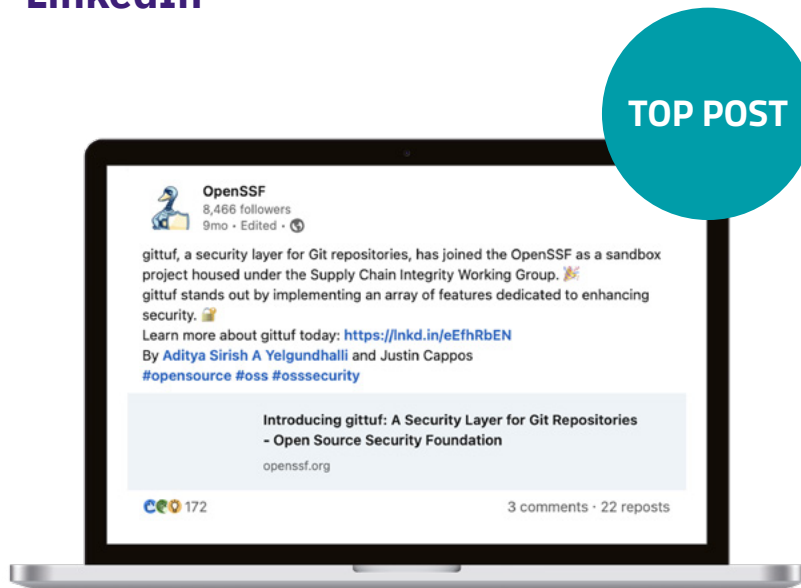 LinkedIn
TOP POST
OpenSSF
8,466 followers
9mo • Edited •
gittuf, a security layer for Git repositories, has joined the OpenSSF as a sandbox
project housed under the Supply Chain Integrity Working Group. 🎉
gittuf stands out by implementing an array of features dedicated to enhancing
security. 🔐
Learn more about gittuf today: https://lnkd.in/eEfhRbEN
By Aditya Sirish A Yelgundhalli and Justin Cappos
#opensource #oss #osssecurity
Introducing gittuf: A Security Layer for Git Repositories
- Open Source Security Foundation
openssf.org
172
3 comments · 22 reposts